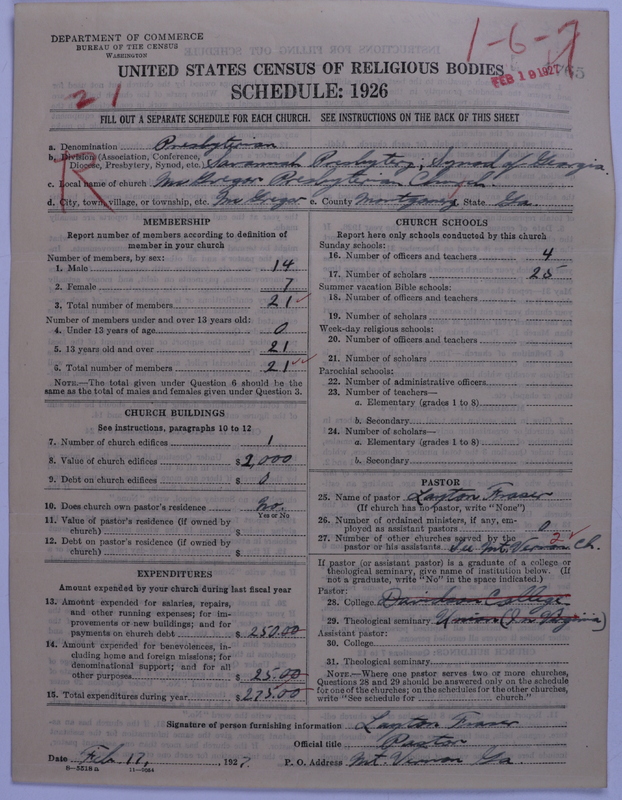 DEPARTMENT OF COMMERCE
BUREAU OF THE CENSUS
WASHINGTON
1-6-7
FEB 18 1927
UNITED STATES CENSUS OF RELIGIOUS BODIES
21
SCHEDULE: 1926
FILL OUT A SEPARATE SCHEDULE FOR EACH CHURCH. SEE INSTRUCTIONS ON THE BACK OF THIS SHEET
R
a. Denomination Presbyterian
b. Division (Association, Conference, Diocese, Presbytery, Synod, etc.) Savannah Presbytery, Synod of Georgia.
c. Local name of church McGregor Presbyterian Church.
d. City, town, village, or township, etc. McGregor e. County Montgomery State Ga.
MEMBERSHIP
Report number of members according to definition of
member in your church
Number of members, by sex:
1. Male 14
2. Female 7
3. Total number of members 21
Number of members under and over 13 years old:
4. Under 13 years of age 0
5. 13 years old and over 21
6. Total number of members 21
NOTE.—The total given under Question 6 should be the
same as the total of males and females given under Question 3.
CHURCH BUILDINGS
See instructions, paragraphs 10 to 12
7. Number of church edifices 1
8. Value of church edifices $ 2,000
9. Debt on church edifices $ 0
10. Does church own pastor's residence No.
Yes or No
11. Value of pastor's residence (if owned by
church) $
12. Debt on pastor's residence (if owned by
church) $
EXPENDITURES
Amount expended by your church during last fiscal year
13. Amount expended for salaries, repairs,
and other running expenses; for im-
provements or new buildings; and for
payments on church debt $ 250.00
14. Amount expended for benevolences, in-
cluding home and foreign missions; for
denominational support; and for all
other purposes $ 25.00
15. Total expenditures during year $ 275.00
CHURCH SCHOOLS
Report here only schools conducted by this church
Sunday schools:
16. Number of officers and teachers 4
17. Number of scholars 25
Summer vacation Bible schools:
18. Number of officers and teachers
19. Number of scholars
Week-day religious schools:
20. Number of officers and teachers
21. Number of scholars
Parochial schools:
22. Number of administrative officers
23. Number of teachers—
a. Elementary (grades 1 to 8)
b. Secondary
24. Number of scholars—
a. Elementary (grades 1 to 8)
b. Secondary
PASTOR
25. Name of pastor Layton Fraser
(If church has no pastor, write "None")
26. Number of ordained ministers, if any, em-
ployed as assistant pastors 0
27. Number of other churches served by the 2
pastor or his assistants See Mt. Vernon Ch.
If pastor (or assistant pastor) is a graduate of a college or
theological seminary, give name of institution below. (If
not a graduate, write "No" in the space indicated.)
Pastor:
28. College Davidson College
29. Theological seminary Union (In Virginia)
Assistant pastor:
30. College
31. Theological seminary
NOTE.—Where one pastor serves two or more churches,
Questions 28 and 29 should be answered only on the schedule
for one of the churches; on the schedules for the other churches,
write "See schedule for church."
Signature of person furnishing information Layton Fraser
Official title Pastor
Date Feb. 17, 1927 P. O. Address Mt. Vernon Ga.
8-5518a 11-9084